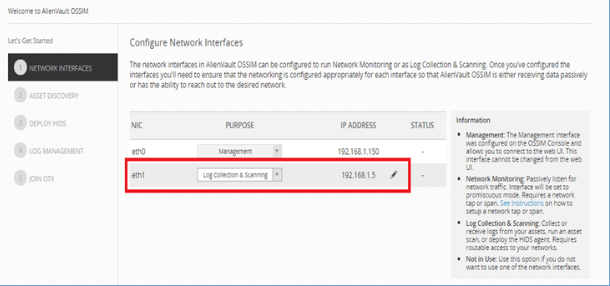 Welcome to AlienVault OSSIM
Let's Get Started
1 NETWORK INTERFACES
2 ASSET DISCOVERY
3 DEPLOY HIDS
4 LOG MANAGEMENT
5 JOIN OTX
Configure Network Interfaces
The network interfaces in AlienVault OSSIM can be configured to run Network Monitoring or as Log Collection & Scanning. Once you've configured the
interfaces you'll need to ensure that the networking is configured appropriately for each interface so that AlienVault OSSIM is either receiving data passively
or has the ability to reach out to the desired network.
NIC PURPOSE IP ADDRESS STATUS
eth0 Management 192.168.1.150 -
eth1 Log Collection & Scanning 192.168.1.5 -
Information
• Management: The Management interface
was configured on the OSSIM Console and
allows you to connect to the web UI. This
interface cannot be changed from the web
UI.
• Network Monitoring: Passively listen for
network traffic. Interface will be set to
promiscuous mode. Requires a network
tap or span. See Instructions on how to
setup a network tap or span.
• Log Collection & Scanning: Collect or
receive logs from your assets, run an asset
scan, or deploy the HIDS agent. Requires
routable access to your networks.
• Not in Use: Use this option if you do not
want to use one of the network interfaces.